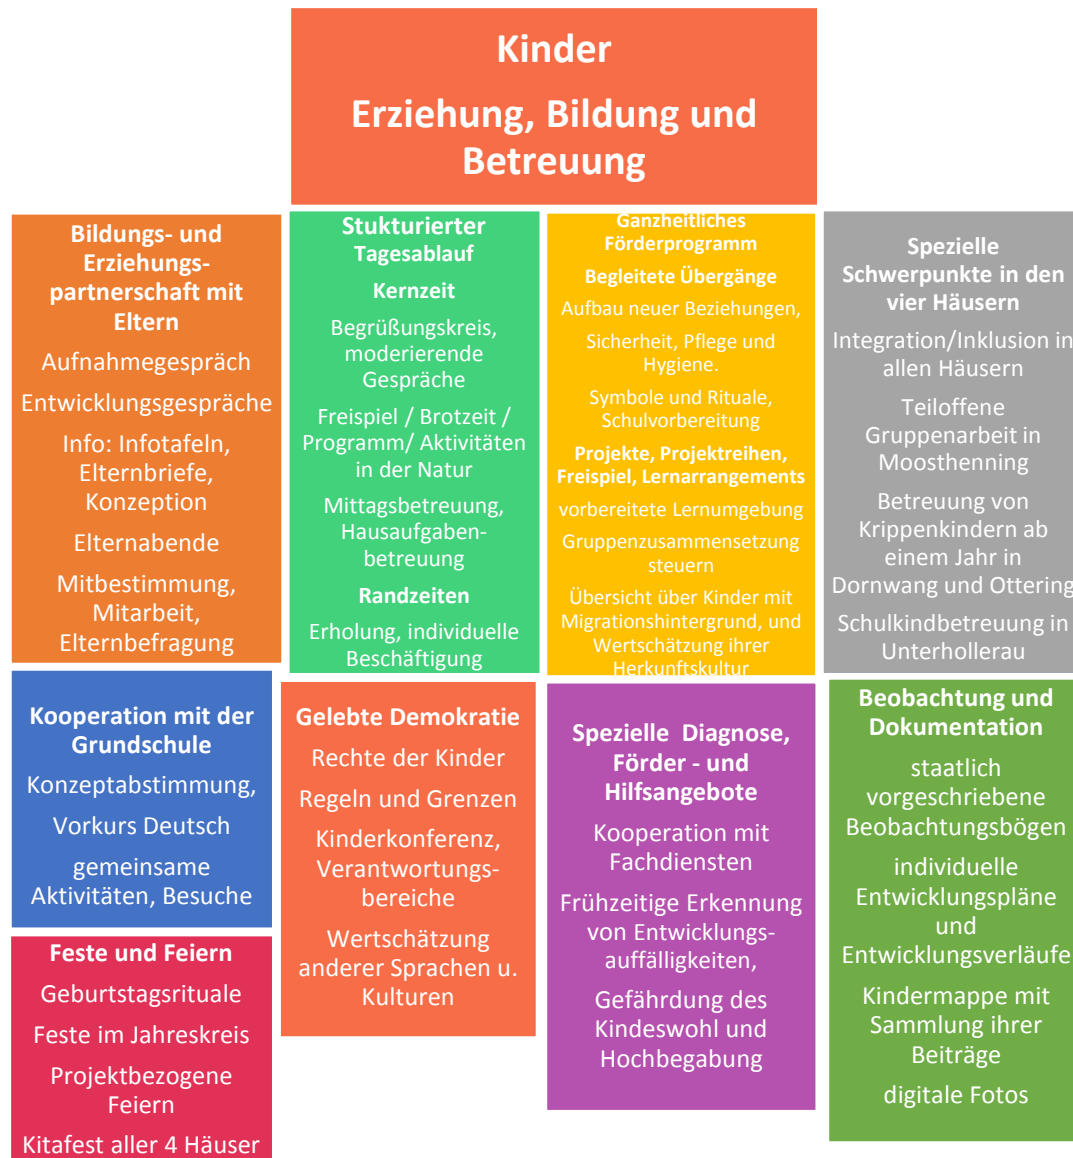 Kinder
Erziehung, Bildung und
Betreuung
Bildungs- und
Erziehungs-
partnerschaft mit
Eltern
Aufnahmegespräch
Entwicklungsgespräche
Info: Infotafeln,
Elternbriefe,
Konzeption
Elternabende
Mitbestimmung,
Mitarbeit,
Elternbefragung
Stukturierter
Tagesablauf
Kernzeit
Begrüßungskreis,
moderierende
Gespräche
Freispiel / Brotzeit /
Programm/ Aktivitäten
in der Natur
Mittagsbetreuung,
Hausaufgaben-
betreuung
Randzeiten
Erholung, individuelle
Beschäftigung
Ganzheitliches
Förderprogramm
Begleitete Übergänge
Aufbau neuer Beziehungen,
Sicherheit, Pflege und
Hygiene.
Symbole und Rituale,
Schulvorbereitung
Projekte, Projektreihen,
Freispiel, Lernarrangements
vorbereitete Lernumgebung
Gruppenzusammensetzung
steuern
Übersicht über Kinder mit
Migrationshintergrund, und
Wertschätzung ihrer
Herkunftskultur
Spezielle
Schwerpunkte in den
vier Häusern
Integration/Inklusion in
allen Häusern
Teiloffene
Gruppenarbeit in
Moosthenning
Betreuung von
Krippenkindern ab
einem Jahr in
Dornwang und Ottering
Schulkindbetreuung in
Unterhollerau
Kooperation mit der
Grundschule
Konzeptabstimmung,
Vorkurs Deutsch
gemeinsame
Aktivitäten, Besuche
Gelebte Demokratie
Rechte der Kinder
Regeln und Grenzen
Kinderkonferenz,
Verantwortungs-
bereiche
Wertschätzung
anderer Sprachen u.
Kulturen
Spezielle Diagnose,
Förder - und
Hilfsangebote
Kooperation mit
Fachdiensten
Frühzeitige Erkennung
von Entwicklungs-
auffälligkeiten,
Gefährdung des
Kindeswohl und
Hochbegabung
Beobachtung und
Dokumentation
staatlich
vorgeschriebene
Beobachtungsbögen
individuelle
Entwicklungspläne
und
Entwicklungsverläufe
Kindermappe mit
Sammlung ihrer
Beiträge
digitale Fotos
Feste und Feiern
Geburtstagsrituale
Feste im Jahreskreis
Projektbezogene
Feiern
Kitafest aller 4 Häuser